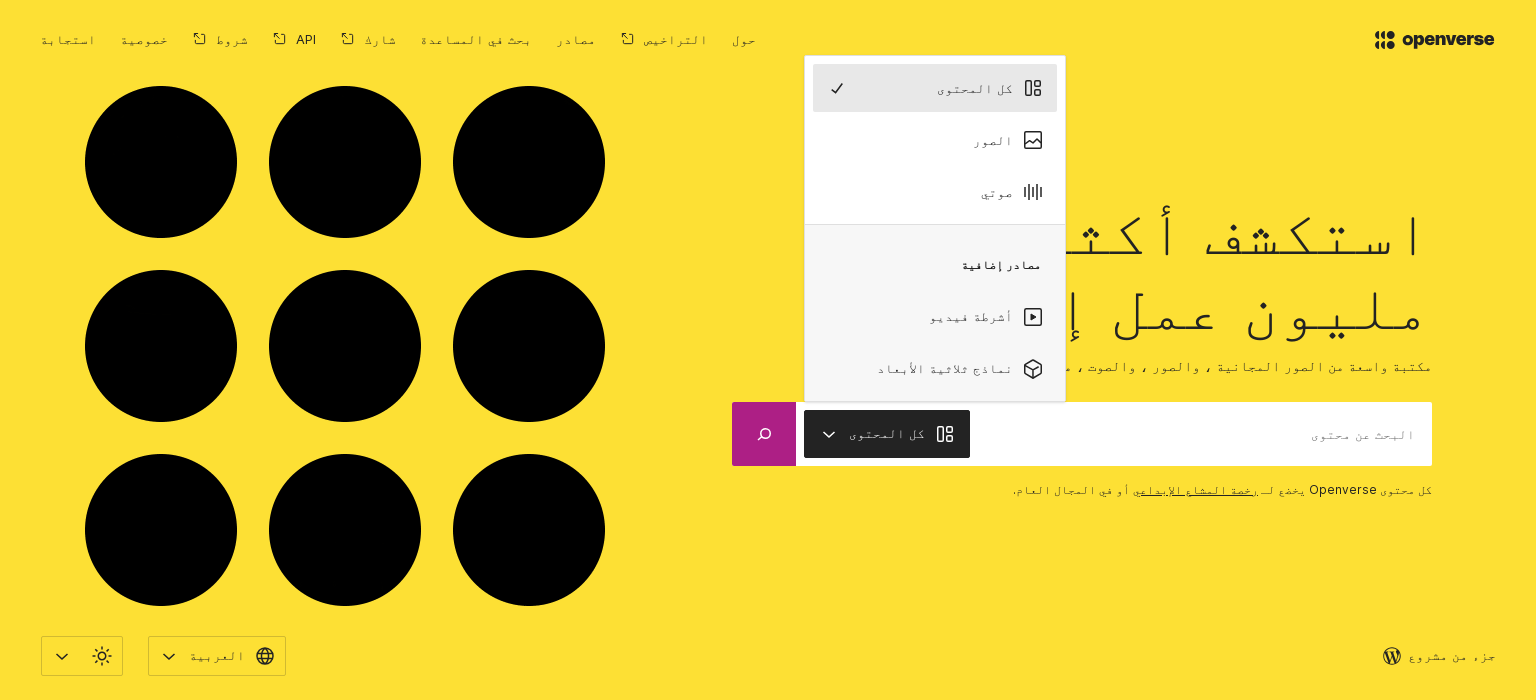 openverse
حول
التراخيص
مصادر
بحث في المساعدة
شارك
API
شروط
خصوصية
استجابة
كل المحتوى
الصور
صوتي
مصادر إضافية
أشرطة فيديو
نماذج ثلاثية الأبعاد
استكشف
مليون عمل
مكتبة واسعة من الصور المجانية ، والصور ، والصوت ،
البحث عن محتوى
كل المحتوى
كل محتوى Openverse يخضع لـ رخصة المشاع الإبداعي أو في المجال العام.
جزء من مشروع
العربية